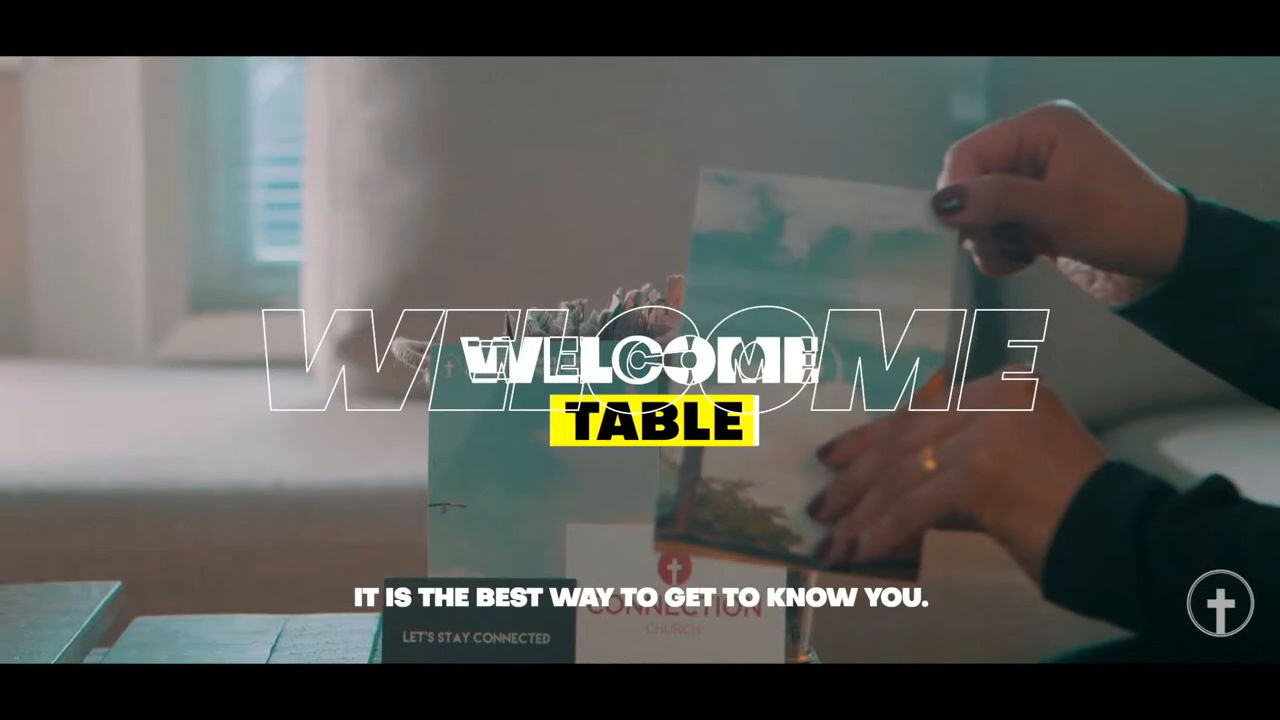 WELCOME
WELCOME
TABLE
IT IS THE BEST WAY TO GET TO KNOW YOU.
CONNECTION
CHURCH
LET'S STAY CONNECTED